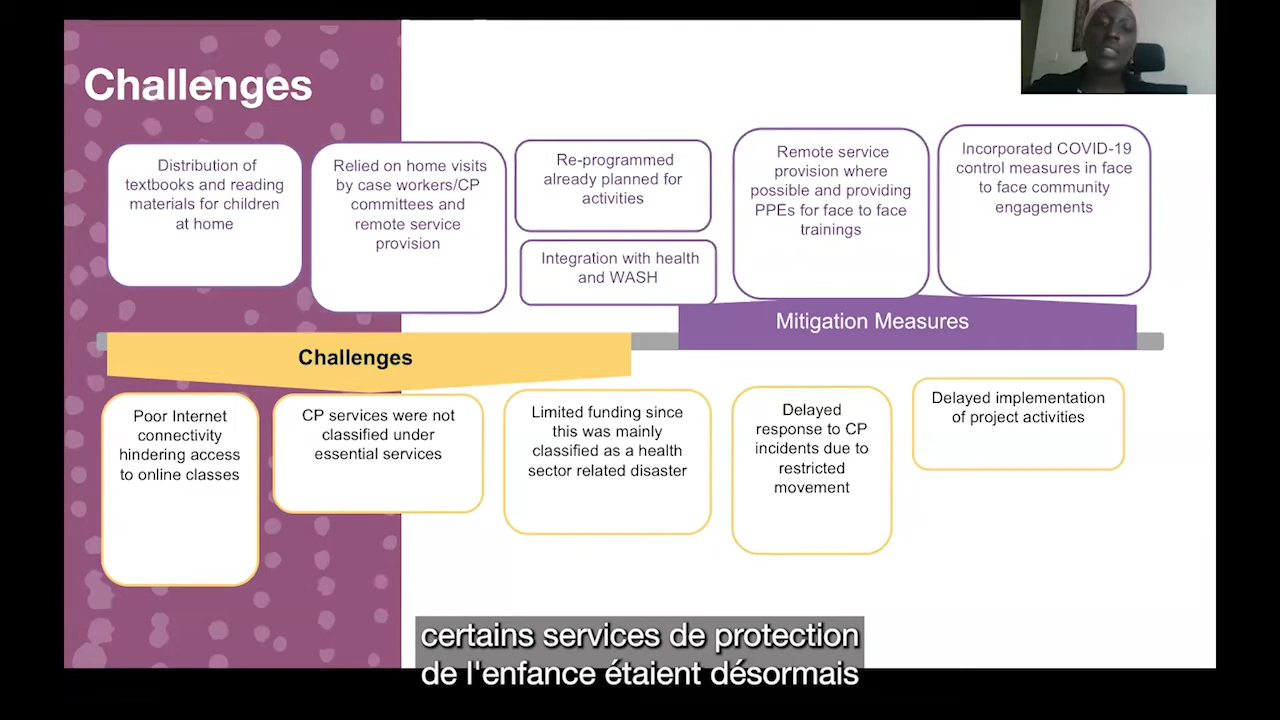 Challenges
Distribution of
textbooks and reading
materials for children
at home
Relied on home visits
by case workers/CP
committees and
remote service
provision
Re-programmed
already planned for
activities
Integration with health
and WASH
Remote service
provision where
possible and providing
PPEs for face to face
trainings
Incorporated COVID-19
control measures in face
to face community
engagements
Mitigation Measures
Challenges
Poor Internet
connectivity
hindering access
to online classes
CP services were not
classified under
essential services
Limited funding since
this was mainly
classified as a health
sector related disaster
Delayed
response to CP
incidents due to
restricted
movement
Delayed implementation
of project activities
certains services de protection
de l'enfance étaient désormais